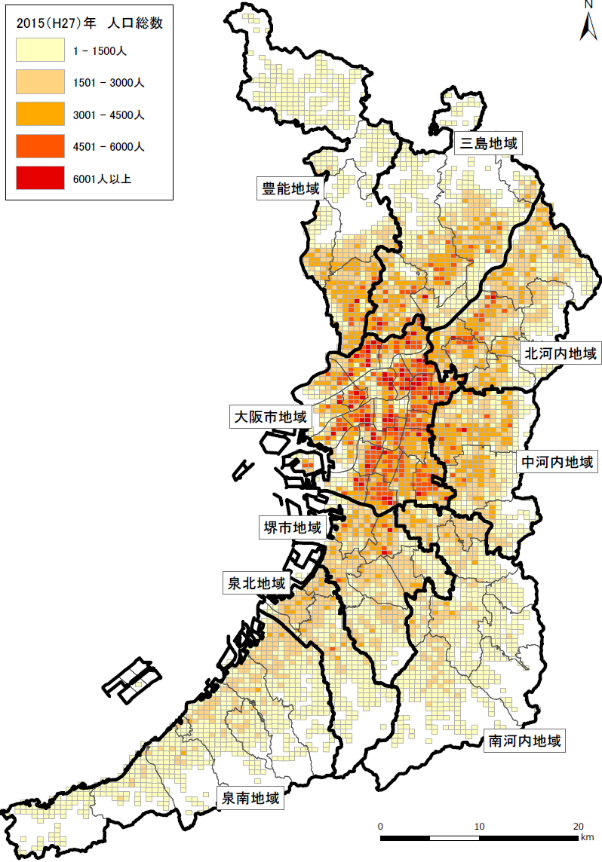 2015(H27)年 人口総数
1 - 1500人
1501 - 3000人
3001 - 4500人
4501 - 6000人
6001人以上
N
三島地域
豊能地域
北河内地域
大阪市地域
中河内地域
堺市地域
泉北地域
南河内地域
泉南地域
0 10 20
km